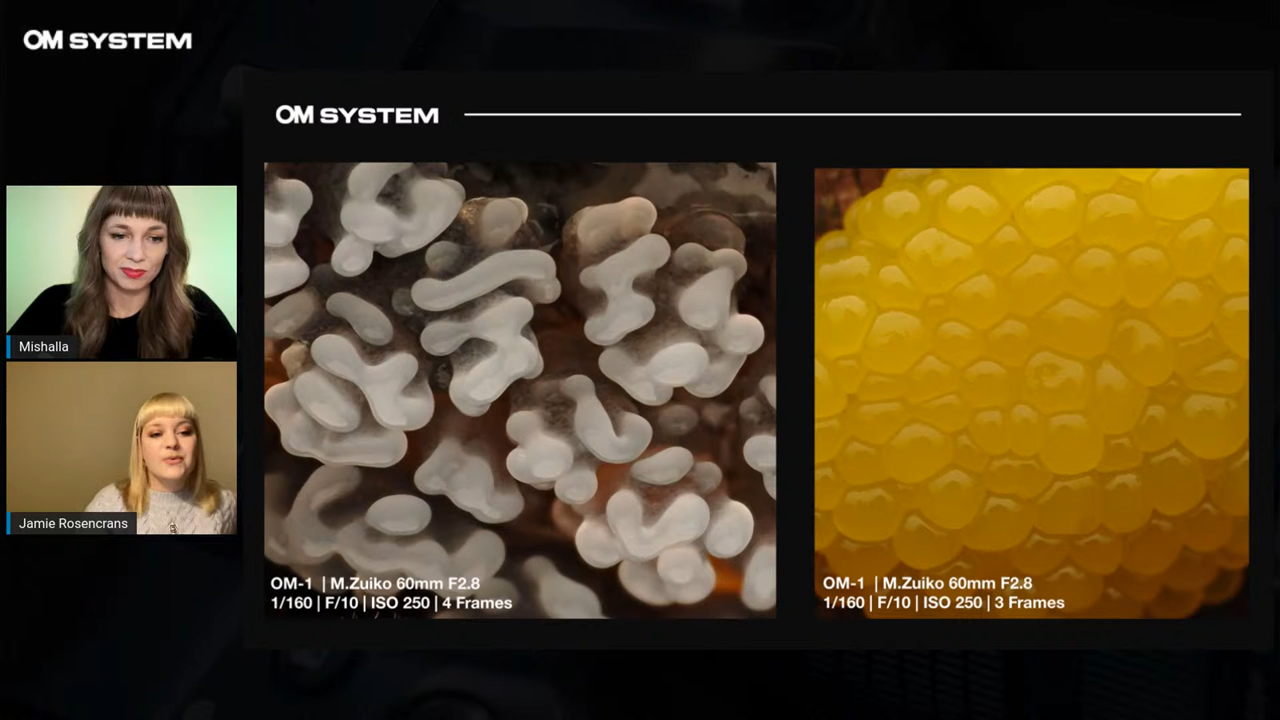 OM SYSTEM
OM SYSTEM
Mishalla
Jamie Rosencrans
OM-1 | M.Zuiko 60mm F2.8
1/160 | F/10 | ISO 250 | 4 Frames
OM-1 | M.Zuiko 60mm F2.8
1/160 | F/10 | ISO 250 | 3 Frames